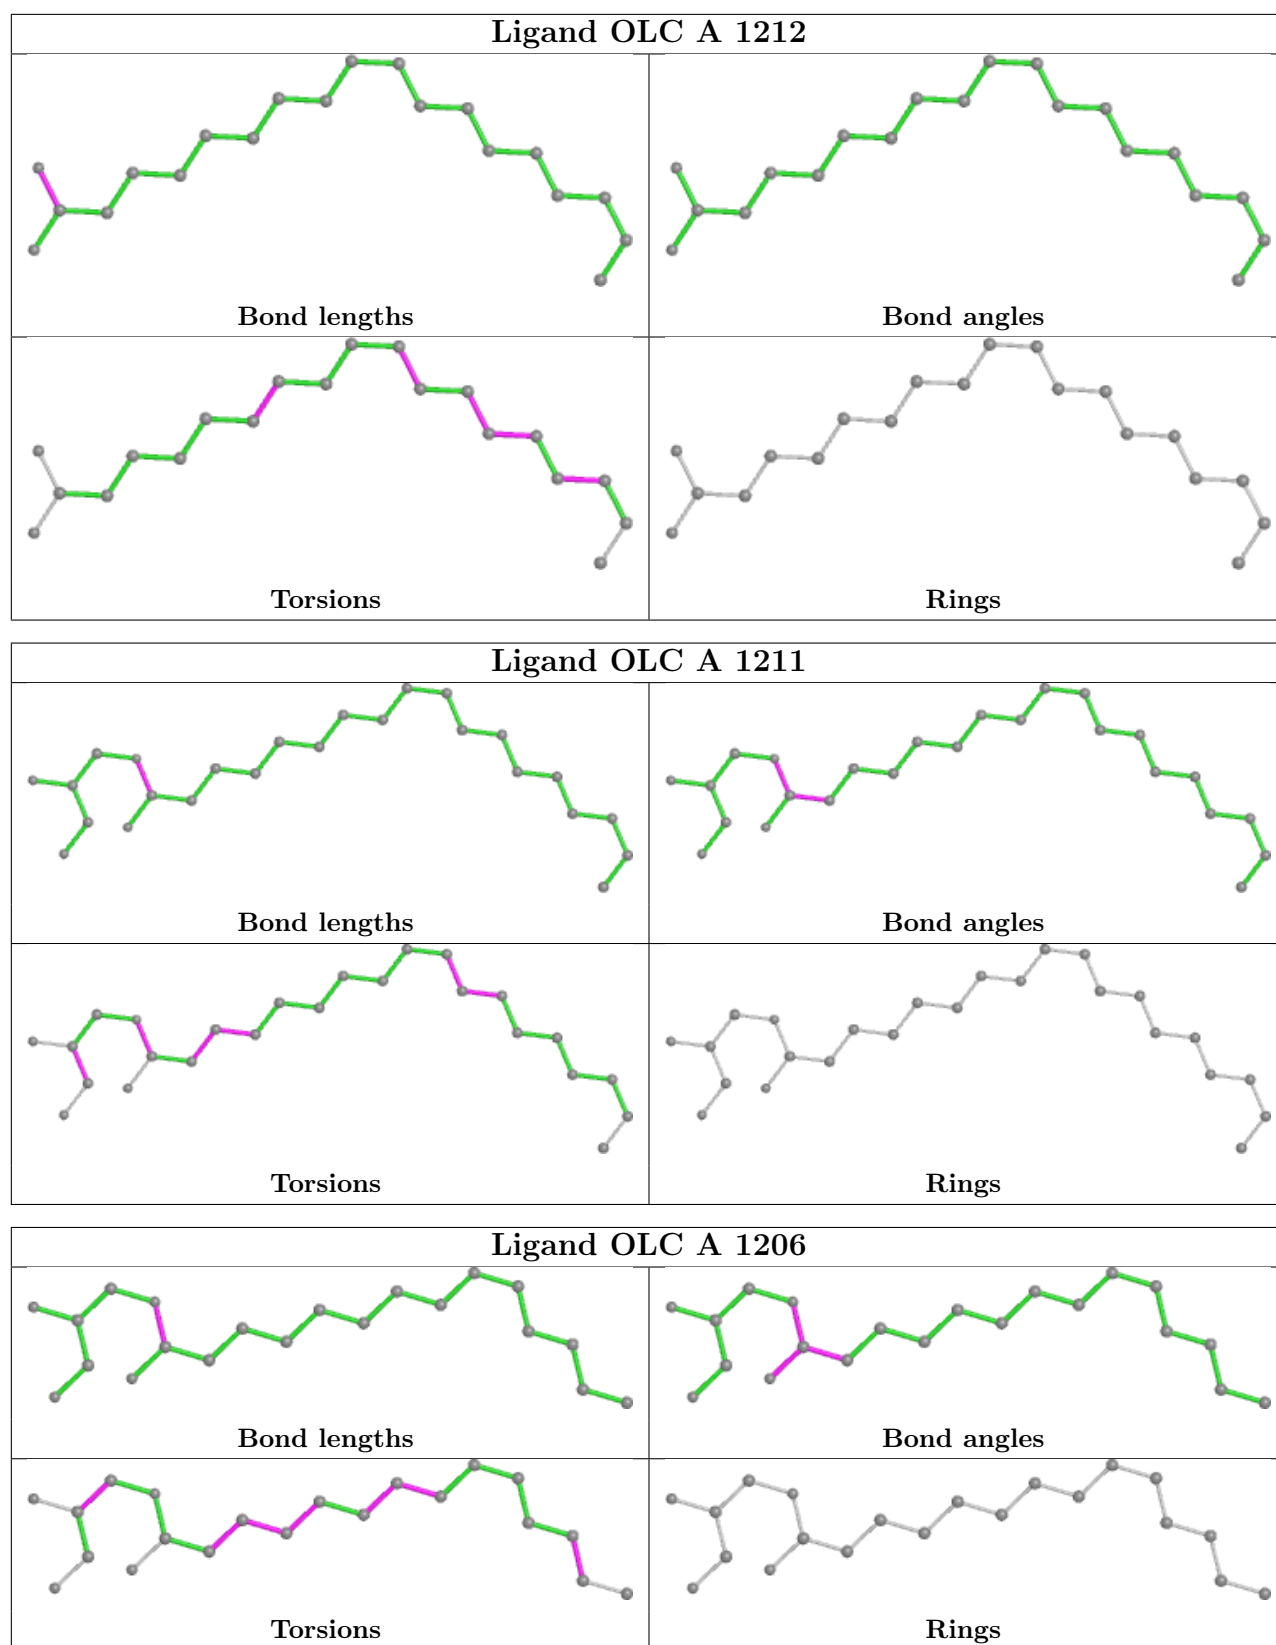 Ligand OLC A 1212
Bond lengths
Bond angles
Torsions
Rings
Ligand OLC A 1211
Bond lengths
Bond angles
Torsions
Rings
Ligand OLC A 1206
Bond lengths
Bond angles
Torsions
Rings